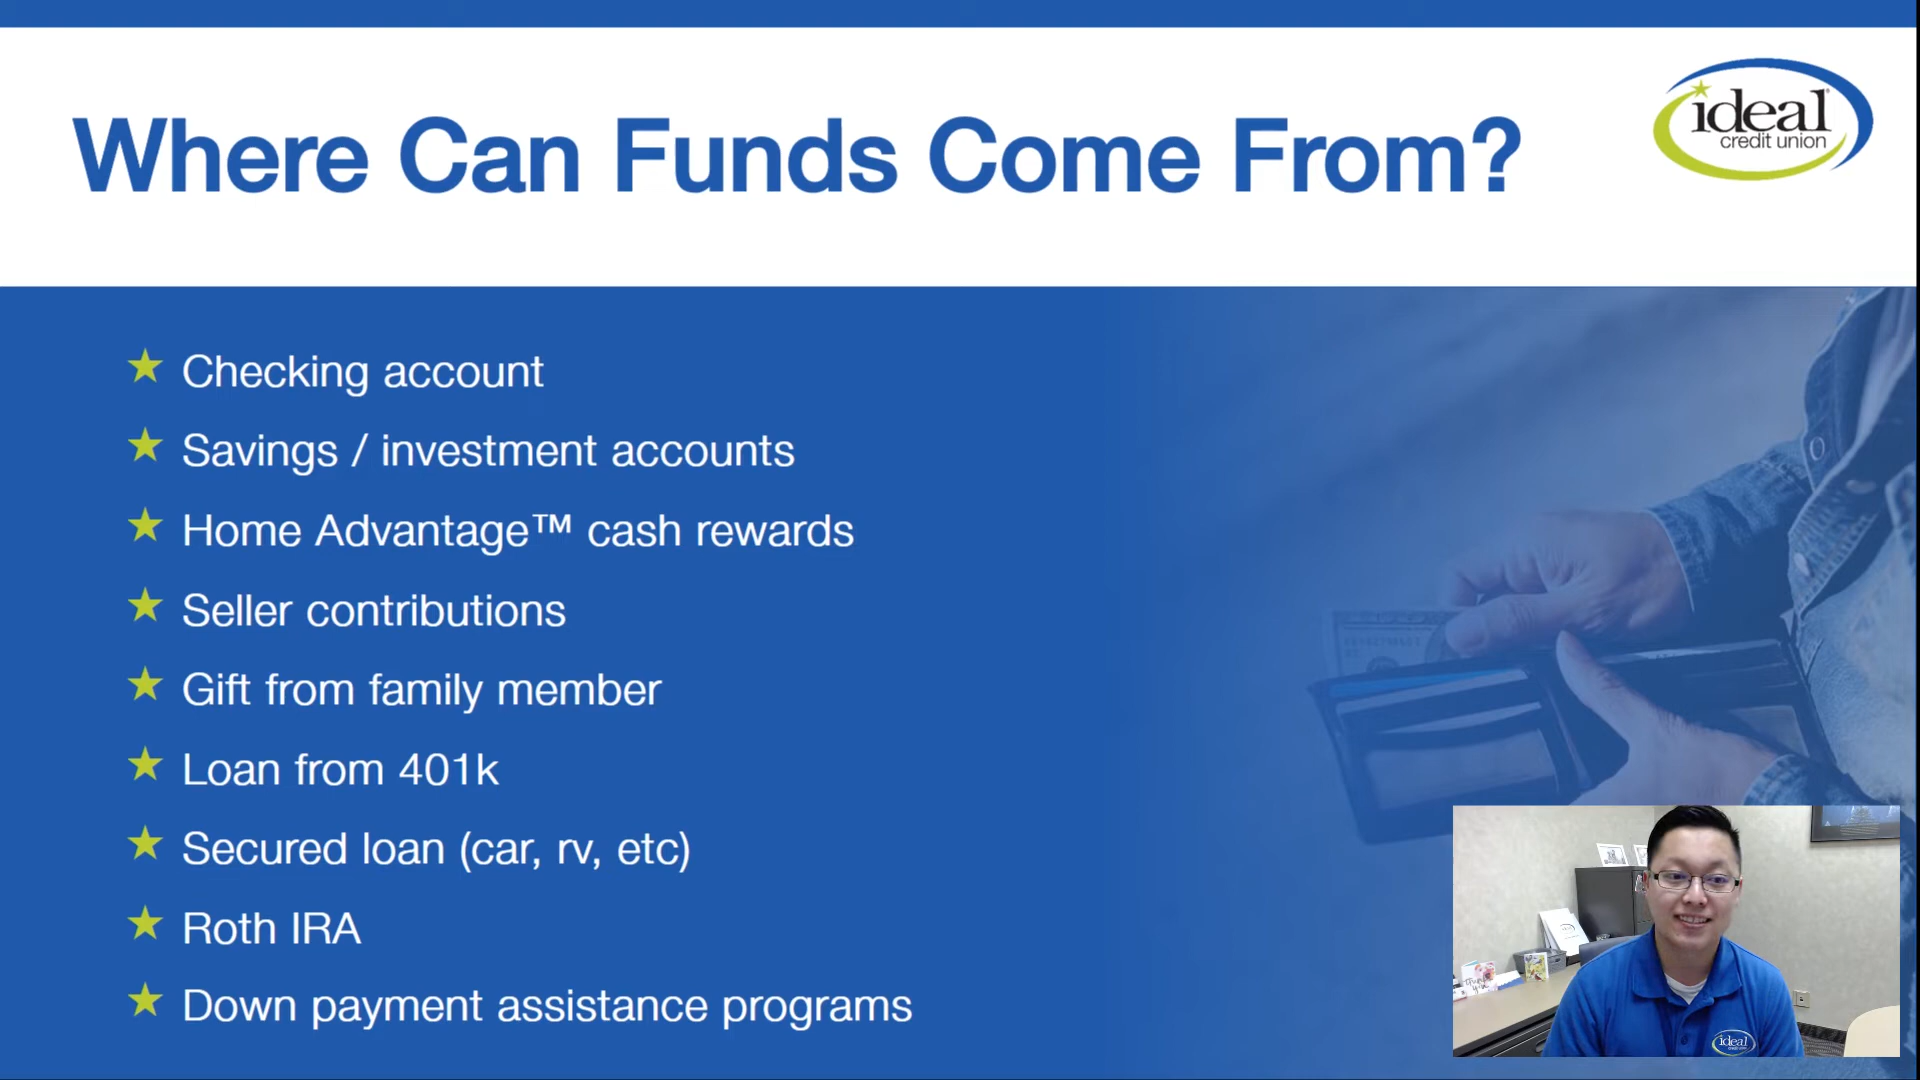 Where Can Funds Come From?
ideal
credit union
Checking account
Savings / investment accounts
Home Advantage™ cash rewards
Seller contributions
Gift from family member
Loan from 401k
Secured loan (car, rv, etc)
Roth IRA
Down payment assistance programs
ideal